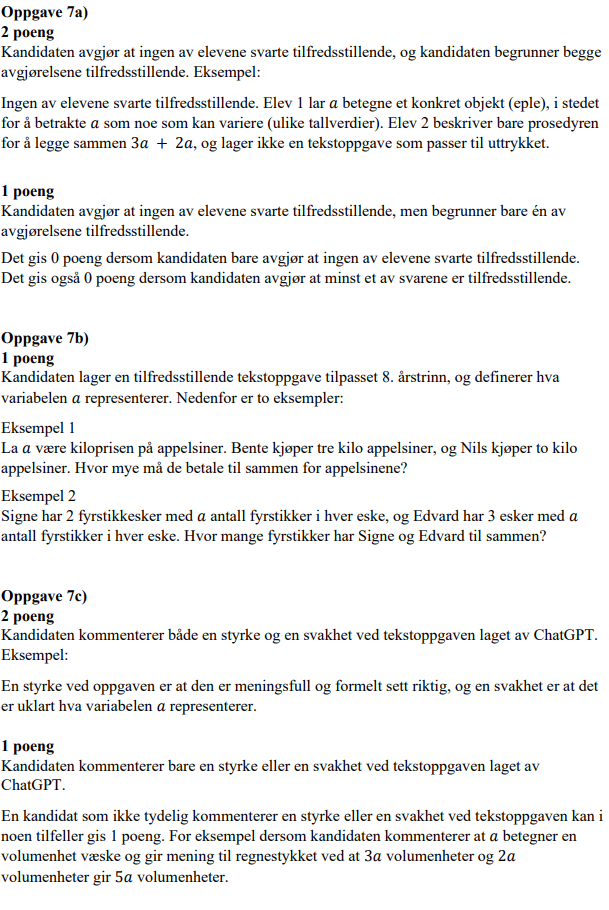 Oppgave 7a)
2 poeng
Kandidaten avgjør at ingen av elevene svarte tilfredsstillende, og kandidaten begrunner begge
avgjørelsene tilfredsstillende. Eksempel:
Ingen av elevene svarte tilfredsstillende. Elev 1 lar a betegne et konkret objekt (eple), i stedet
for å betrakte a som noe som kan variere (ulike tallverdier). Elev 2 beskriver bare prosedyren
for å legge sammen 3a + 2a, og lager ikke en tekstoppgave som passer til uttrykket.
1 poeng
Kandidaten avgjør at ingen av elevene svarte tilfredsstillende, men begrunner bare én av
avgjørelsene tilfredsstillende.
Det gis 0 poeng dersom kandidaten bare avgjør at ingen av elevene svarte tilfredsstillende.
Det gis også 0 poeng dersom kandidaten avgjør at minst et av svarene er tilfredsstillende.
Oppgave 7b)
1 poeng
Kandidaten lager en tilfredsstillende tekstoppgave tilpasset 8. årstrinn, og definerer hva
variabelen a representerer. Nedenfor er to eksempler:
Eksempel 1
La a være kiloprisen på appelsiner. Bente kjøper tre kilo appelsiner, og Nils kjøper to kilo
appelsiner. Hvor mye må de betale til sammen for appelsinene?
Eksempel 2
Signe har 2 fyrstikkesker med a antall fyrstikker i hver eske, og Edvard har 3 esker med a
antall fyrstikker i hver eske. Hvor mange fyrstikker har Signe og Edvard til sammen?
Oppgave 7c)
2 poeng
Kandidaten kommenterer både en styrke og en svakhet ved tekstoppgaven laget av ChatGPT.
Eksempel:
En styrke ved oppgaven er at den er meningsfull og formelt sett riktig, og en svakhet er at det
er uklart hva variabelen a representerer.
1 poeng
Kandidaten kommenterer bare en styrke eller en svakhet ved tekstoppgaven laget av
ChatGPT.
En kandidat som ikke tydelig kommenterer en styrke eller en svakhet ved tekstoppgaven kan i
noen tilfeller gis 1 poeng. For eksempel dersom kandidaten kommenterer at a betegner en
volumenhet væske og gir mening til regnestykket ved at 3a volumenheter og 2a
volumenheter gir 5a volumenheter.